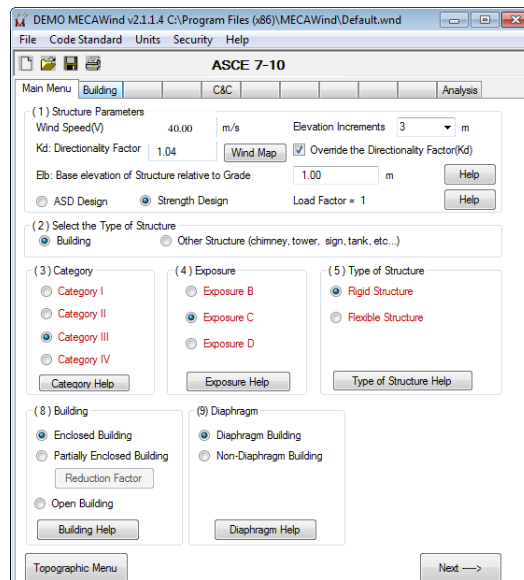 DEMO MECAWind v2.1.1.4 C:\Program Files (x86)\MECAWind\Default.wnd
File Code Standard Units Security Help
ASCE 7-10
Main Menu Building C&C Analysis
( 1 ) Structure Parameters
Wind Speed(V) 40.00 m/s Elevation Increments 3 m
Kd: Directionality Factor 1.04 Wind Map Override the Directionality Factor(Kd)
Elb: Base elevation of Structure relative to Grade 1.00 m Help
ASD Design Strength Design Load Factor = 1 Help
( 2 ) Select the Type of Structure
Building Other Structure (chimney, tower, sign, tank, etc...)
( 3 ) Category ( 4 ) Exposure ( 5 ) Type of Structure
Category I Exposure B Rigid Structure
Category II Exposure C Flexible Structure
Category III Exposure D
Category IV
Category Help Exposure Help Type of Structure Help
( 8 ) Building (9) Diaphragm
Enclosed Building Diaphragm Building
Partially Enclosed Building Non-Diaphragm Building
Reduction Factor
Open Building
Building Help Diaphragm Help
Topographic Menu Next ---->